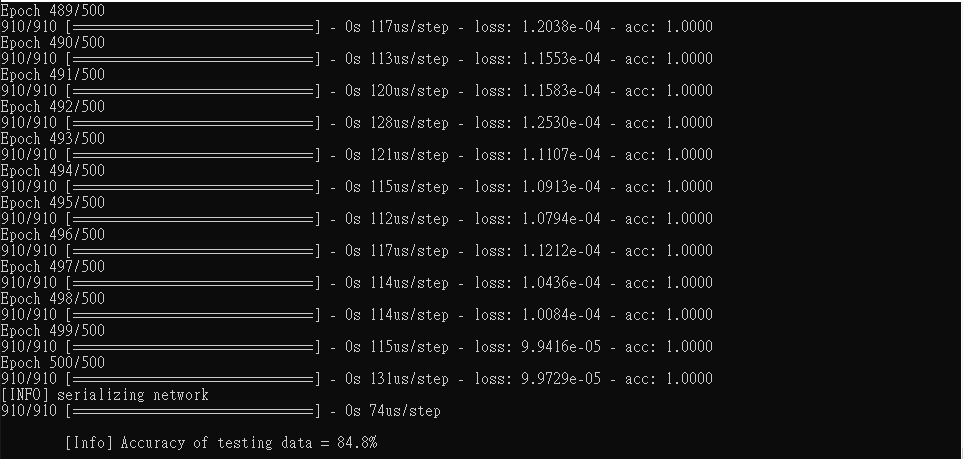 Epoch 489/500
910/910 [==============================] - 0s 117us/step - loss: 1.2038e-04 - acc: 1.0000
Epoch 490/500
910/910 [==============================] - 0s 113us/step - loss: 1.1553e-04 - acc: 1.0000
Epoch 491/500
910/910 [==============================] - 0s 120us/step - loss: 1.1583e-04 - acc: 1.0000
Epoch 492/500
910/910 [==============================] - 0s 128us/step - loss: 1.2530e-04 - acc: 1.0000
Epoch 493/500
910/910 [==============================] - 0s 121us/step - loss: 1.1107e-04 - acc: 1.0000
Epoch 494/500
910/910 [==============================] - 0s 115us/step - loss: 1.0913e-04 - acc: 1.0000
Epoch 495/500
910/910 [==============================] - 0s 112us/step - loss: 1.0794e-04 - acc: 1.0000
Epoch 496/500
910/910 [==============================] - 0s 117us/step - loss: 1.1212e-04 - acc: 1.0000
Epoch 497/500
910/910 [==============================] - 0s 114us/step - loss: 1.0436e-04 - acc: 1.0000
Epoch 498/500
910/910 [==============================] - 0s 114us/step - loss: 1.0084e-04 - acc: 1.0000
Epoch 499/500
910/910 [==============================] - 0s 115us/step - loss: 9.9416e-05 - acc: 1.0000
Epoch 500/500
910/910 [==============================] - 0s 131us/step - loss: 9.9729e-05 - acc: 1.0000
[INFO] serializing network
910/910 [==============================] - 0s 74us/step
[Info] Accuracy of testing data = 84.8%